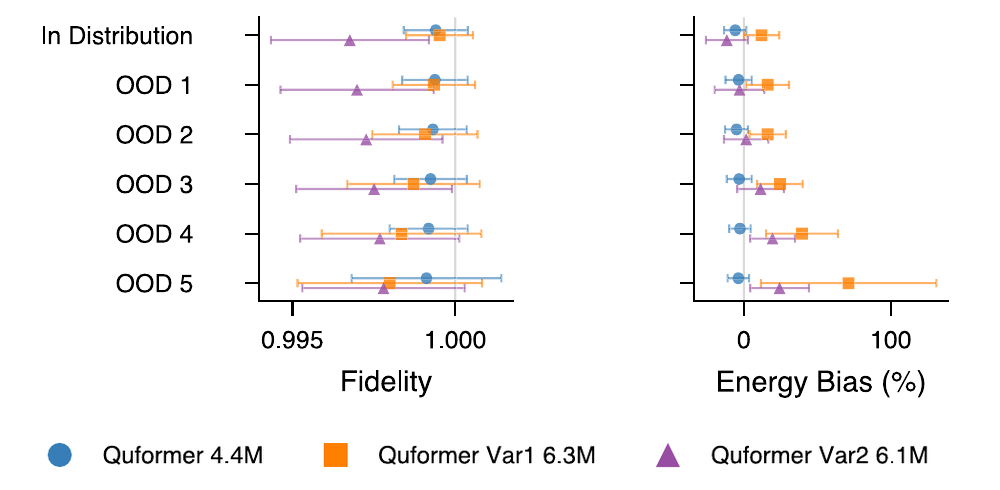 In Distribution
OOD 1
OOD 2
OOD 3
OOD 4
OOD 5
0.995 1.000 0 100
Fidelity Energy Bias (%)
Quformer 4.4M Quformer Var1 6.3M Quformer Var2 6.1M